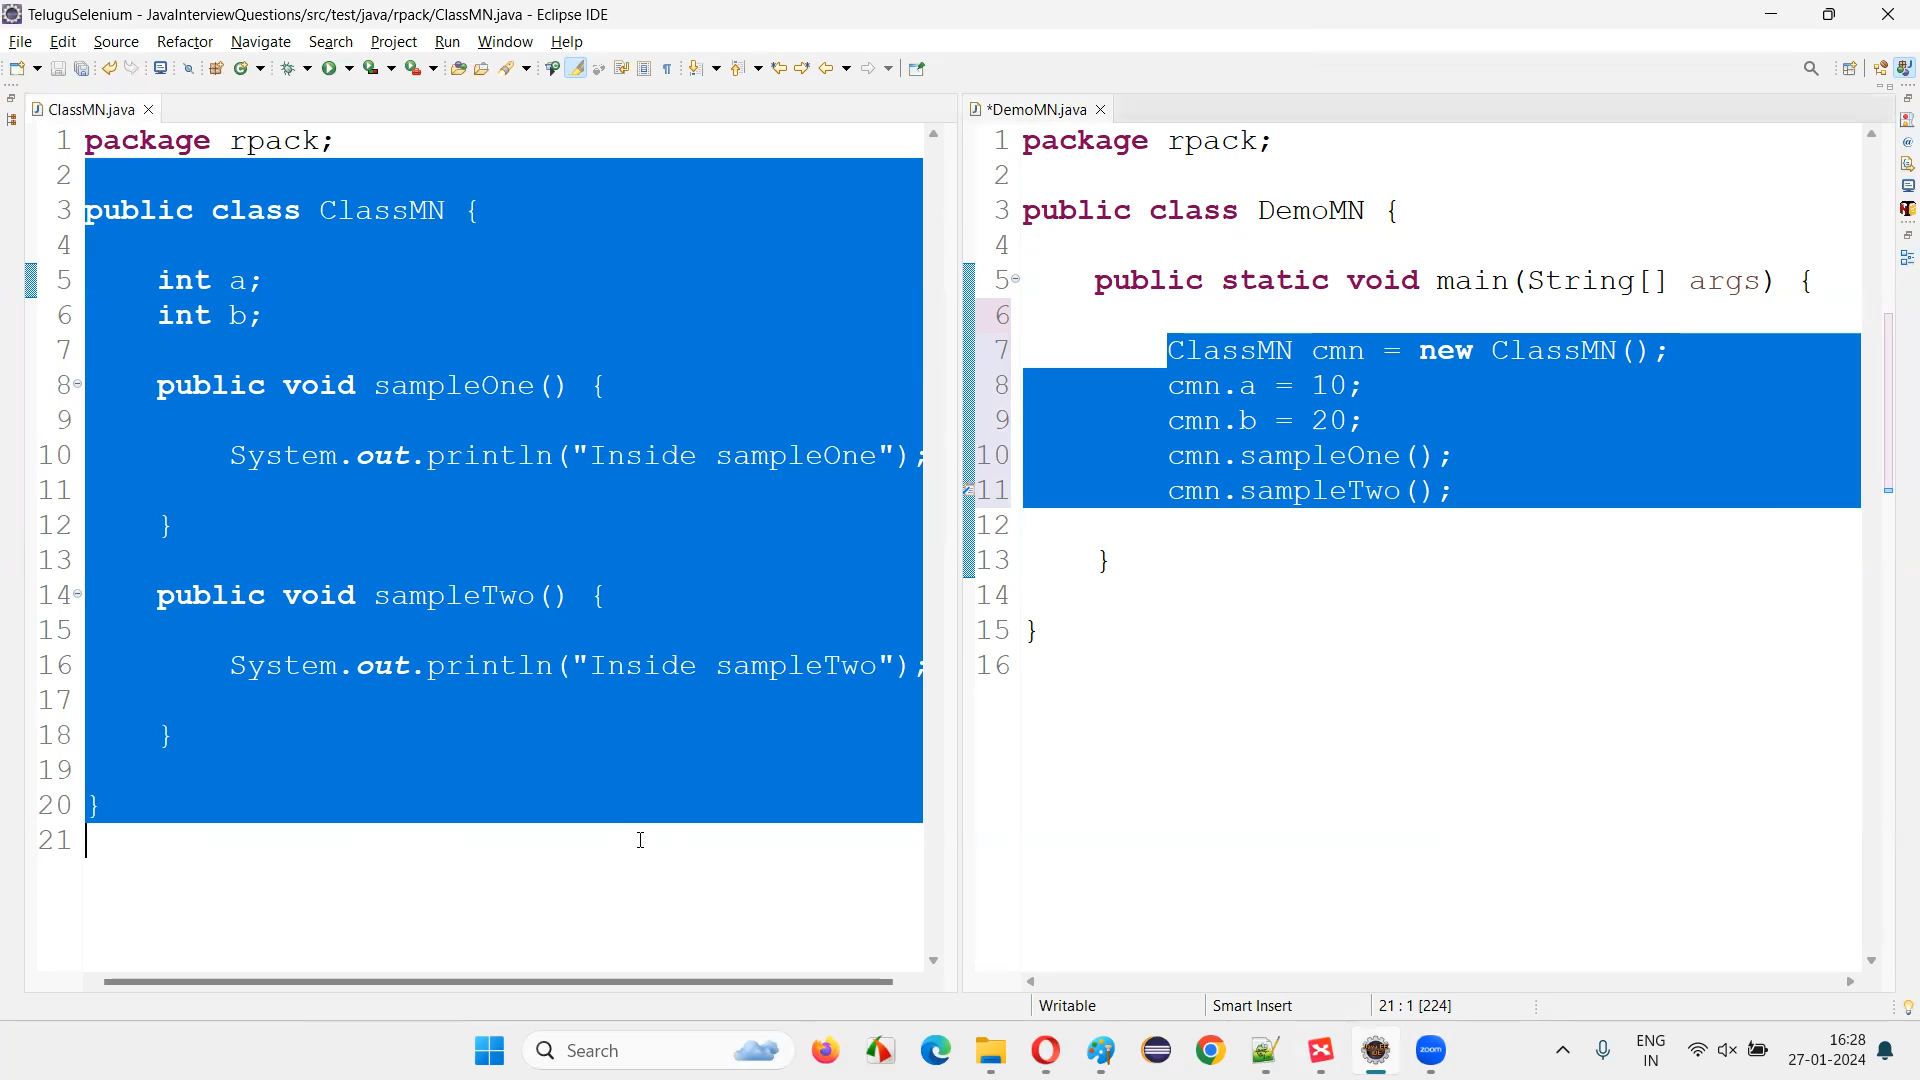 TeluguSelenium - JavaInterviewQuestions/src/test/java/rpack/ClassMN.java - Eclipse IDE
File Edit Source Refactor Navigate Search Project Run Window Help
ClassMN.java
1 package rpack;
2
3 public class ClassMN {
4
5 int a;
6 int b;
7
8 public void sampleOne() {
9
10 System.out.println("Inside sampleOne");
11
12 }
13
14 public void sampleTwo() {
15
16 System.out.println("Inside sampleTwo");
17
18 }
19
20 }
21
*DemoMN.java
1 package rpack;
2
3 public class DemoMN {
4
5 public static void main(String[] args) {
6
7 ClassMN cmn = new ClassMN();
8 cmn.a = 10;
9 cmn.b = 20;
10 cmn.sampleOne();
11 cmn.sampleTwo();
12
13 }
14
15 }
16
Writable Smart Insert 21 : 1 [224]
Search
zoom
ENG
IN
16:28
27-01-2024